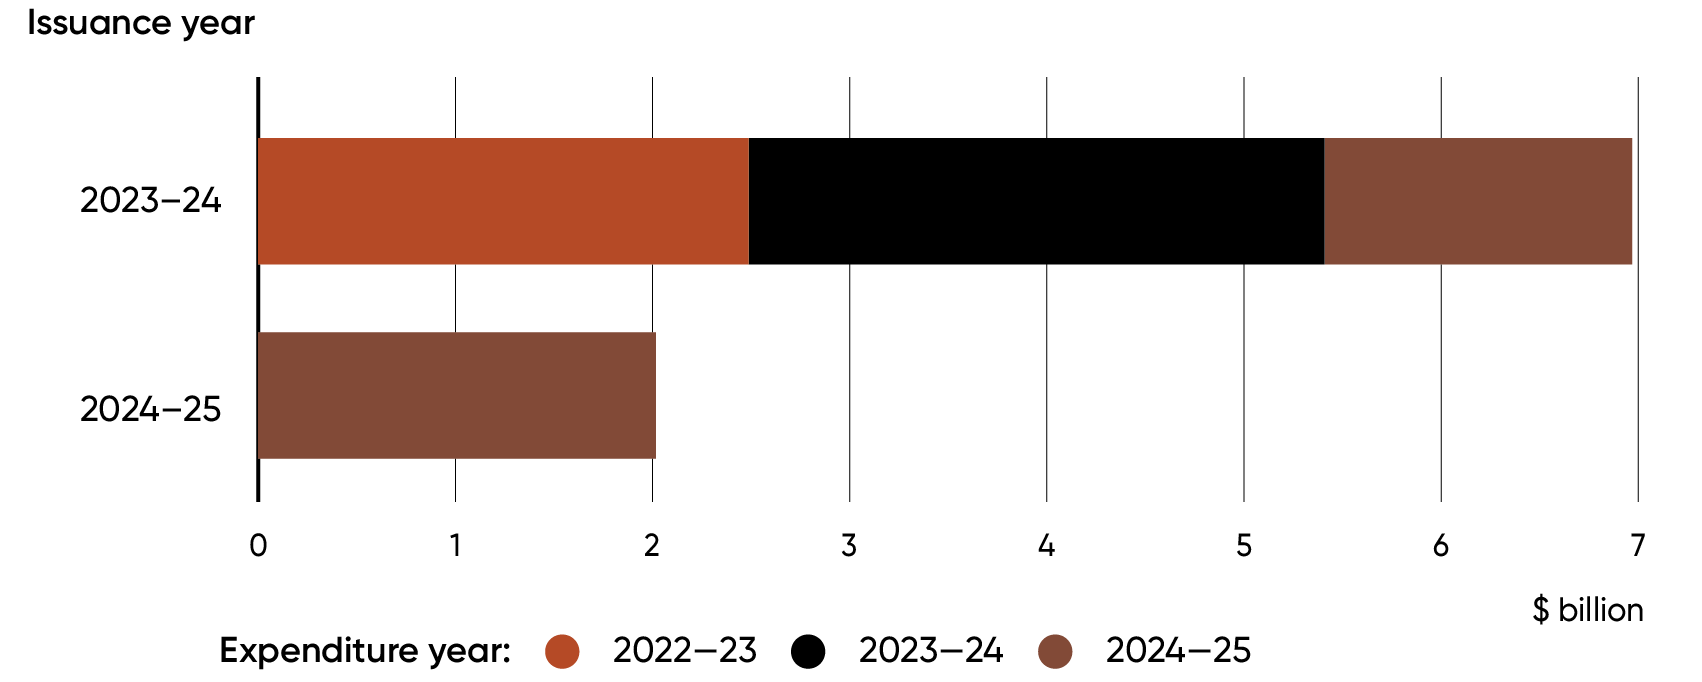 Issuance year
2023–24
2024–25
0 1 2 3 4 5 6 7
$ billion
Expenditure year: 2022–23 2023–24 2024–25